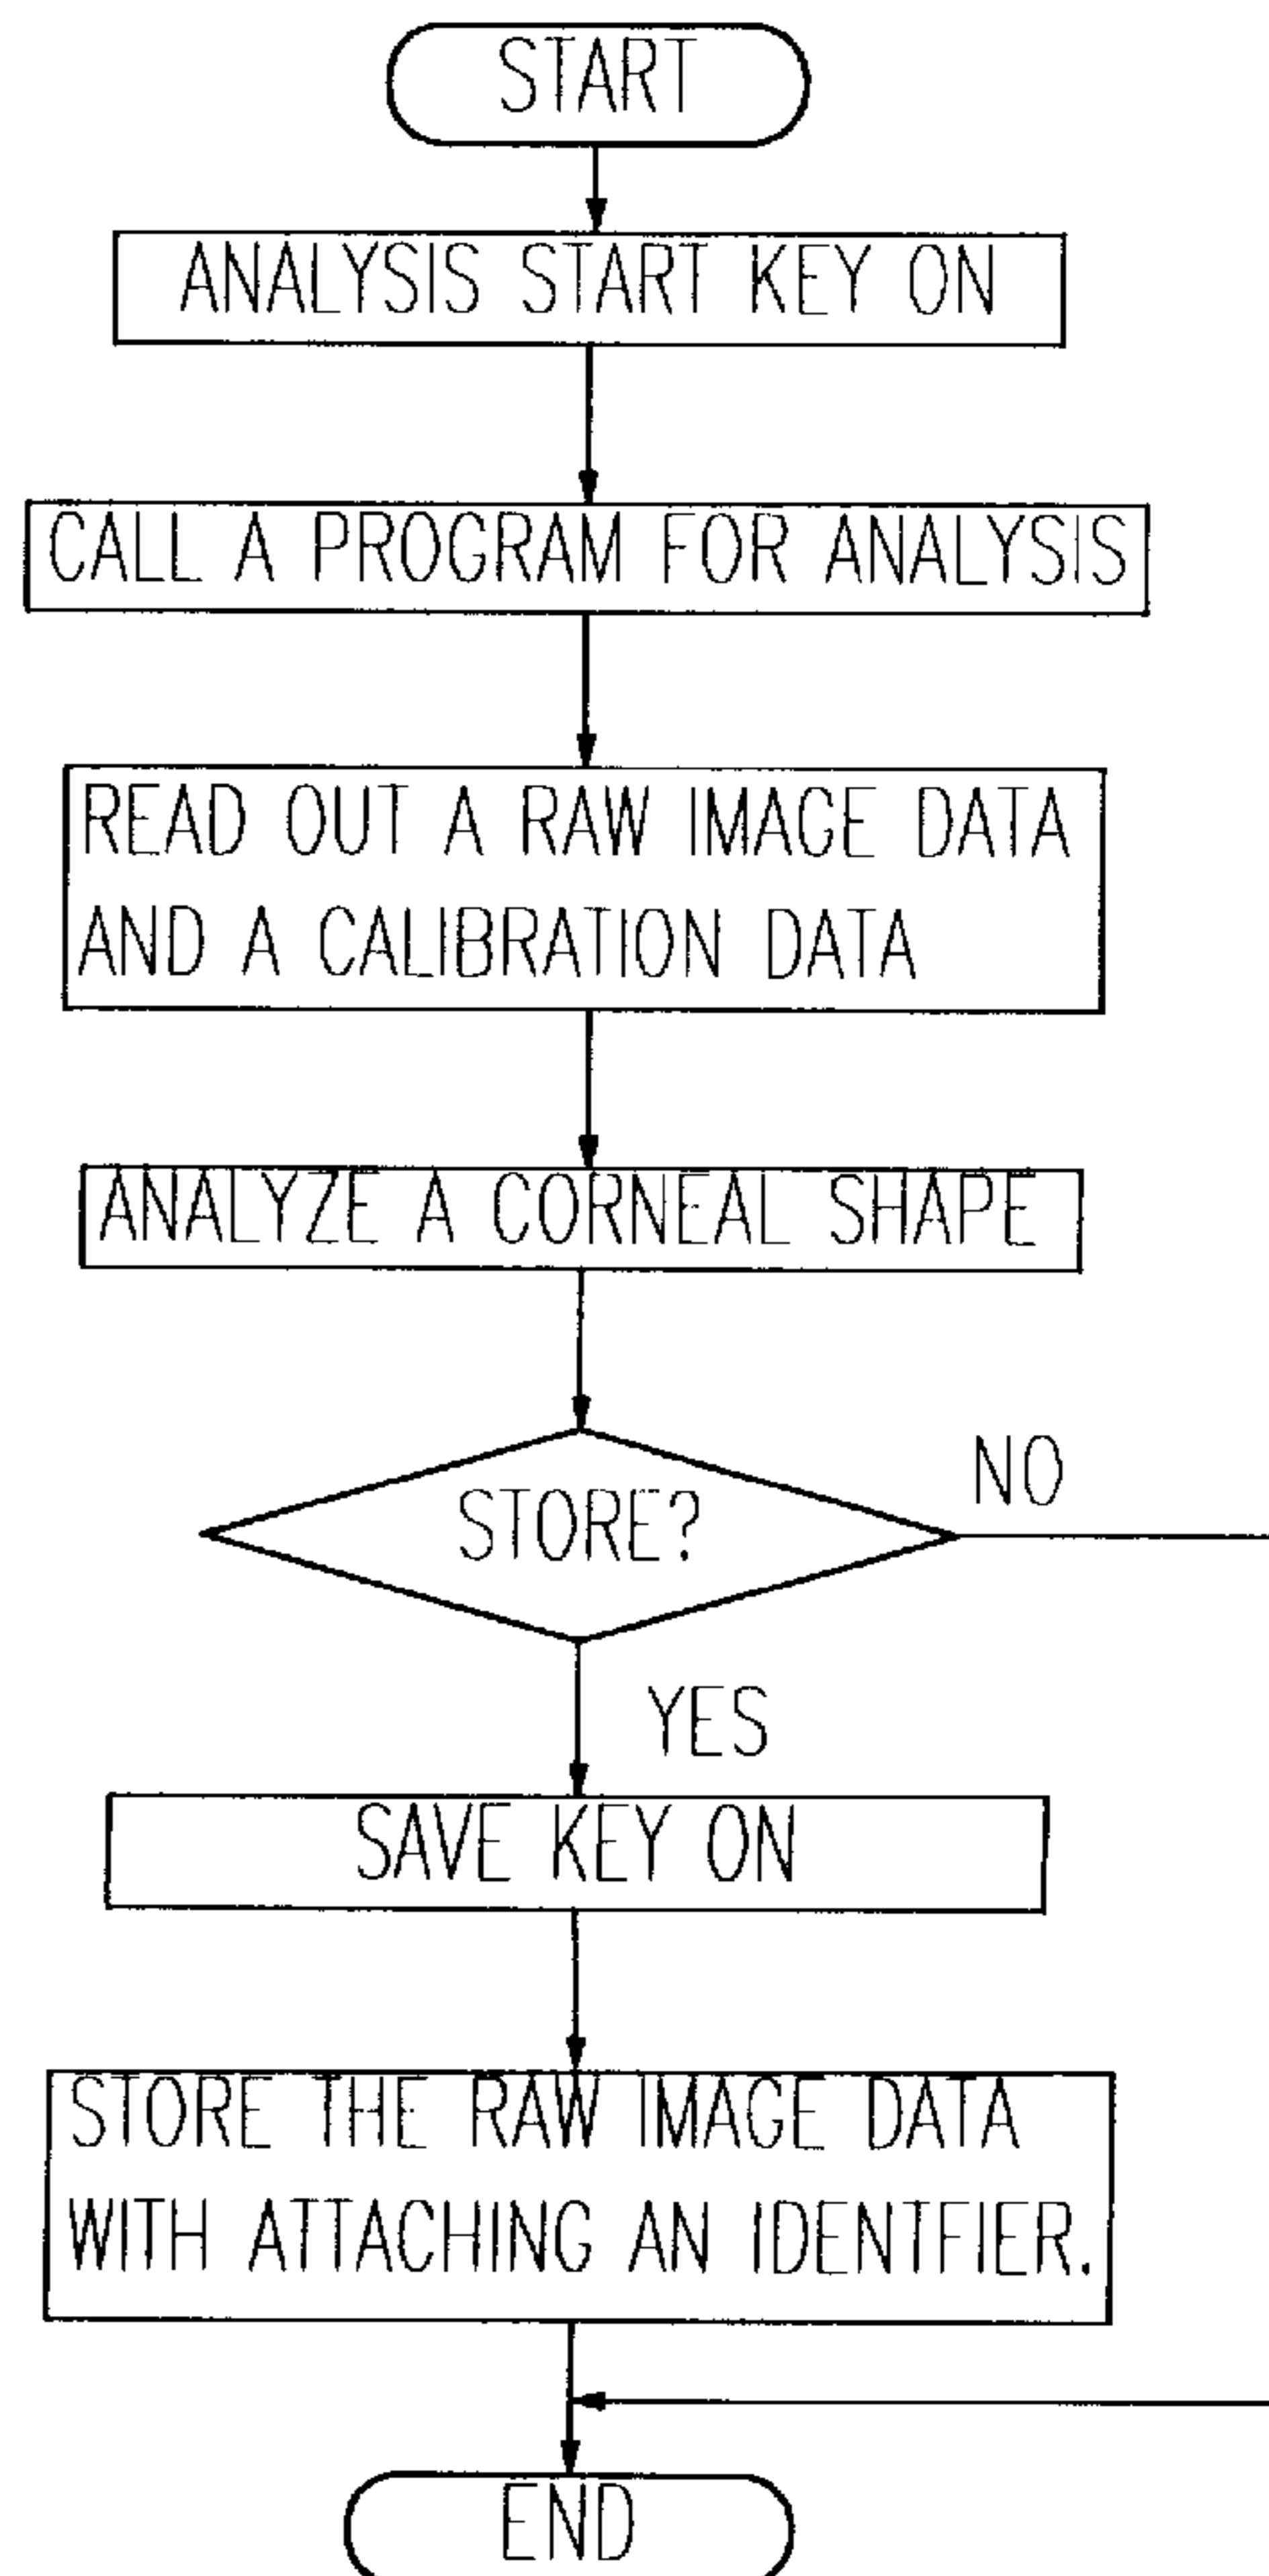 START
ANALYSIS START KEY ON
CALL A PROGRAM FOR ANALYSIS
READ OUT A RAW IMAGE DATA
AND A CALIBRATION DATA
ANALYZE A CORNEAL SHAPE
NO
STORE?
YES
SAVE KEY ON
STORE THE RAW IMAGE DATA
WITH ATTACHING AN IDENTFIER.
END